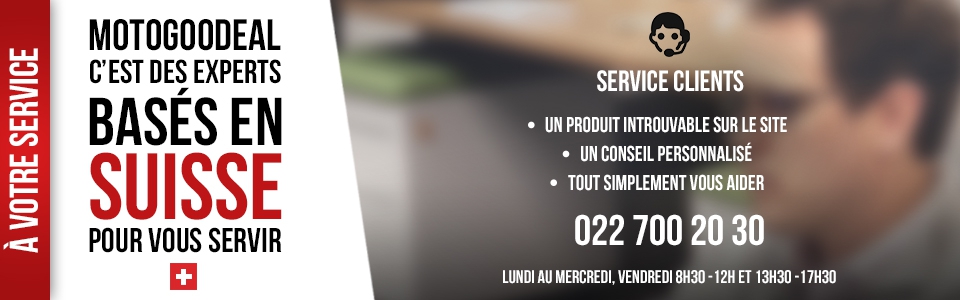 À VOTRE SERVICE
MOTOGOODEAL
C'EST DES EXPERTS
BASÉS EN
SUISSE
POUR VOUS SERVIR
SERVICE CLIENTS
• UN PRODUIT INTROUVABLE SUR LE SITE
• UN CONSEIL PERSONNALISÉ
• TOUT SIMPLEMENT VOUS AIDER
022 700 20 30
LUNDI AU MERCREDI, VENDREDI 8H30 -12H ET 13H30 -17H30